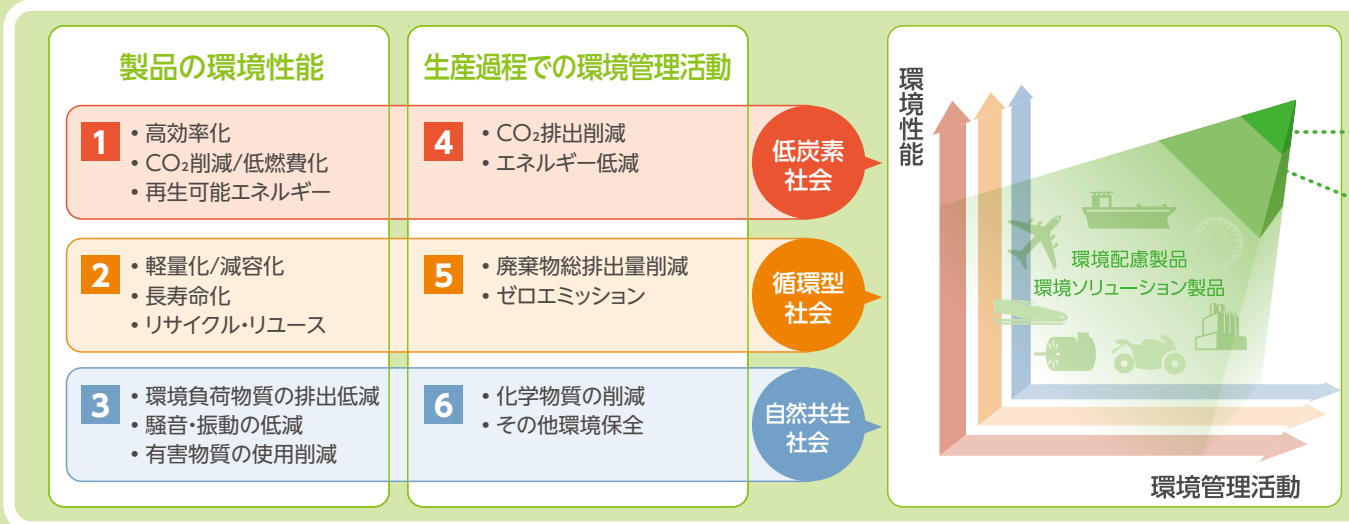 製品の環境性能
1
• 高効率化
• CO₂削減/低燃費化
• 再生可能エネルギー
2
• 軽量化/減容化
• 長寿命化
• リサイクル・リユース
3
• 環境負荷物質の排出低減
• 騒音・振動の低減
• 有害物質の使用削減
生産過程での環境管理活動
4
• CO₂排出削減
• エネルギー低減
5
• 廃棄物総排出量削減
• ゼロエミッション
6
• 化学物質の削減
• その他環境保全
低炭素
社会
循環型
社会
自然共生
社会
環境性能
環境配慮製品
環境ソリューション製品
環境管理活動